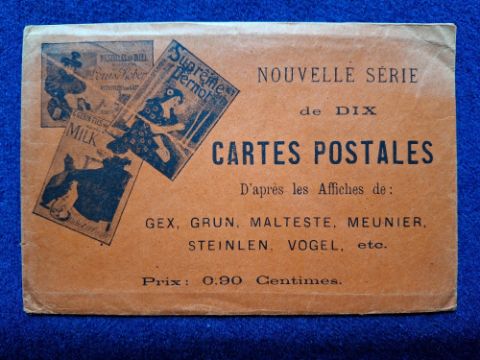 Suprême
Pernot
MILK
NOUVELLE SÉRIE
de DIX
CARTES POSTALES
D'après les Affiches de:
GEX, GRUN, MALTESTE, MEUNIER,
STEINLEN, VOGEL, etc.
Prix: 0.90 Centimes.